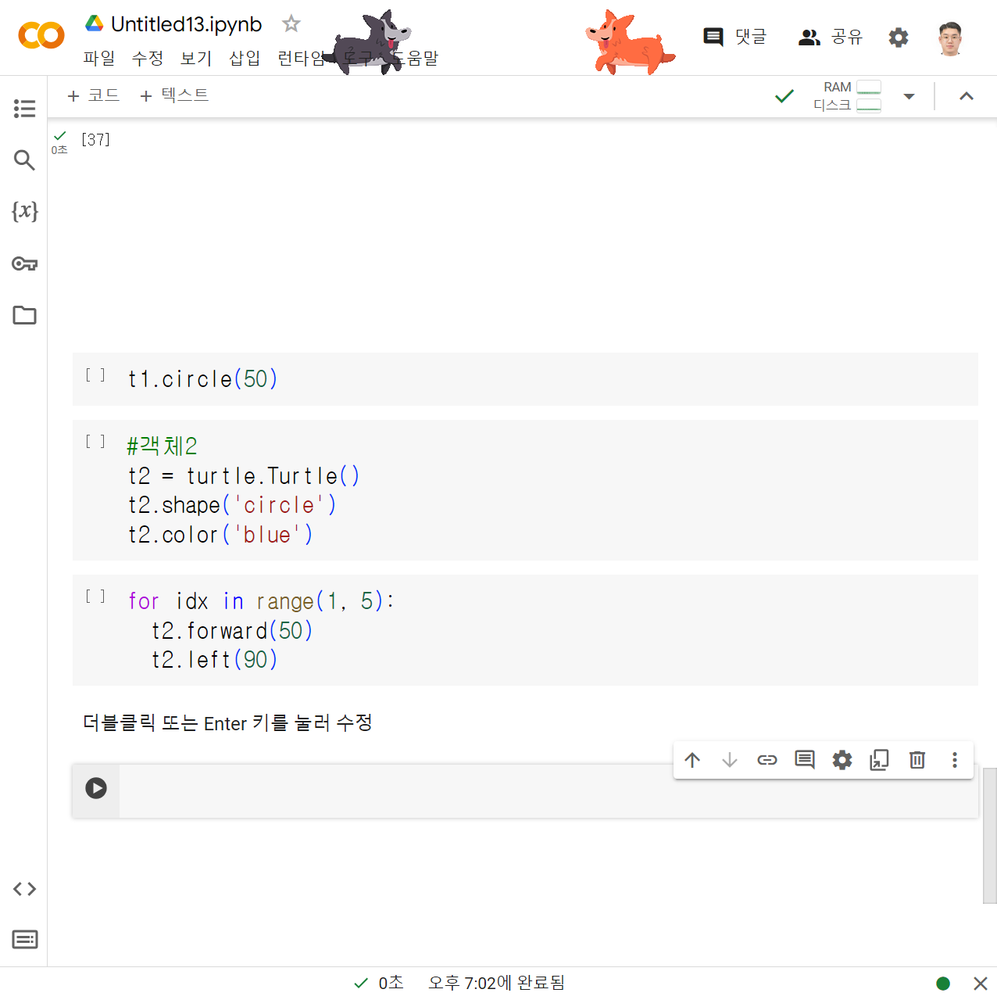 Untitled13.ipynb
파일 수정 보기 삽입 런타임 도구 도움말
댓글
공유
+ 코드 + 텍스트
RAM
디스크
0초
[37]
[ ] t1.circle(50)
[ ] #객체2
t2 = turtle.Turtle()
t2.shape('circle')
t2.color('blue')
[ ] for idx in range(1, 5):
t2.forward(50)
t2.left(90)
더블클릭 또는 Enter 키를 눌러 수정
{x}
0초 오후 7:02에 완료됨